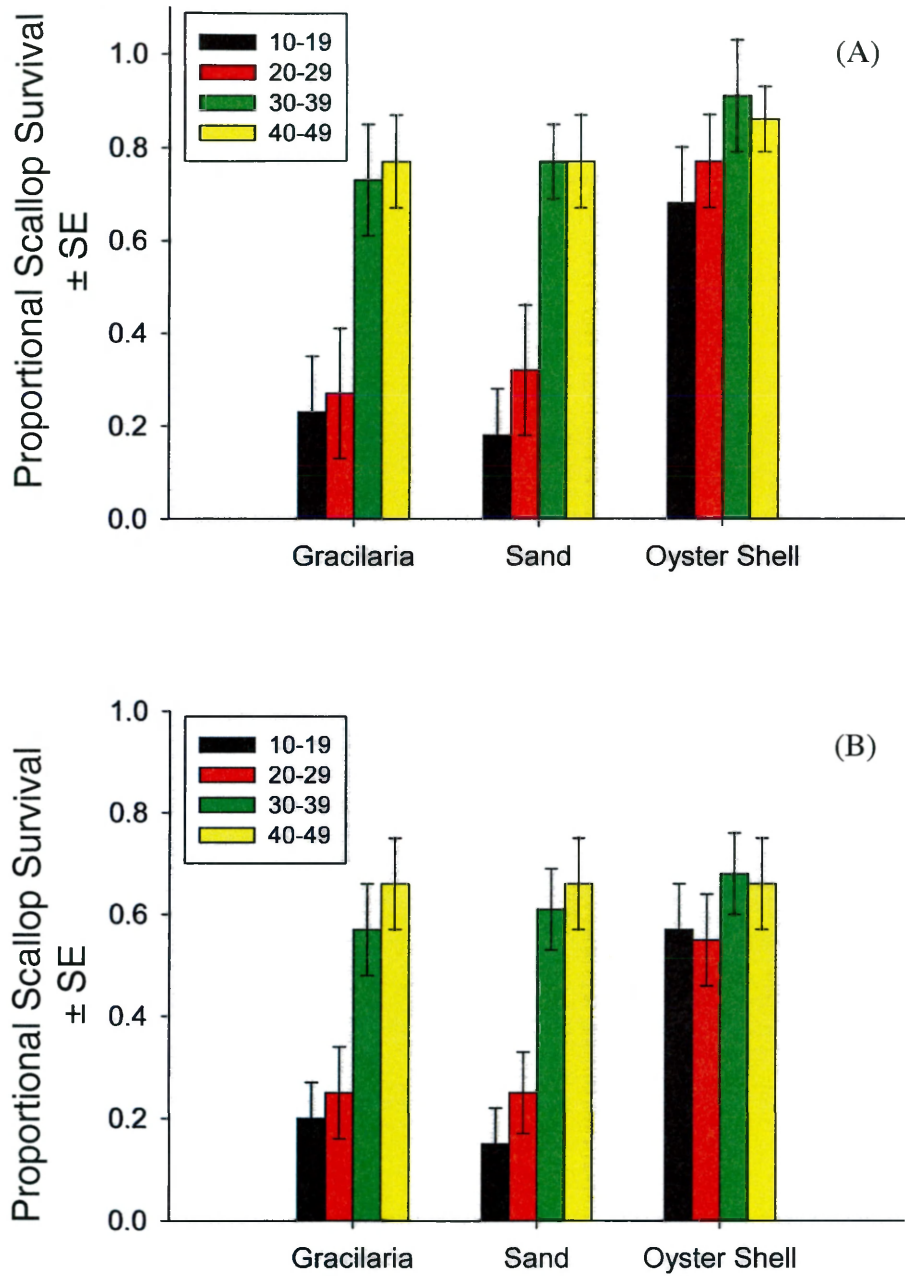 (A)
10-19
20-29
30-39
40-49
Proportional Scallop Survival
± SE
1.0
0.8
0.6
0.4
0.2
0.0
Gracilaria Sand Oyster Shell
(B)
10-19
20-29
30-39
40-49
Proportional Scallop Survival
± SE
1.0
0.8
0.6
0.4
0.2
0.0
Gracilaria Sand Oyster Shell